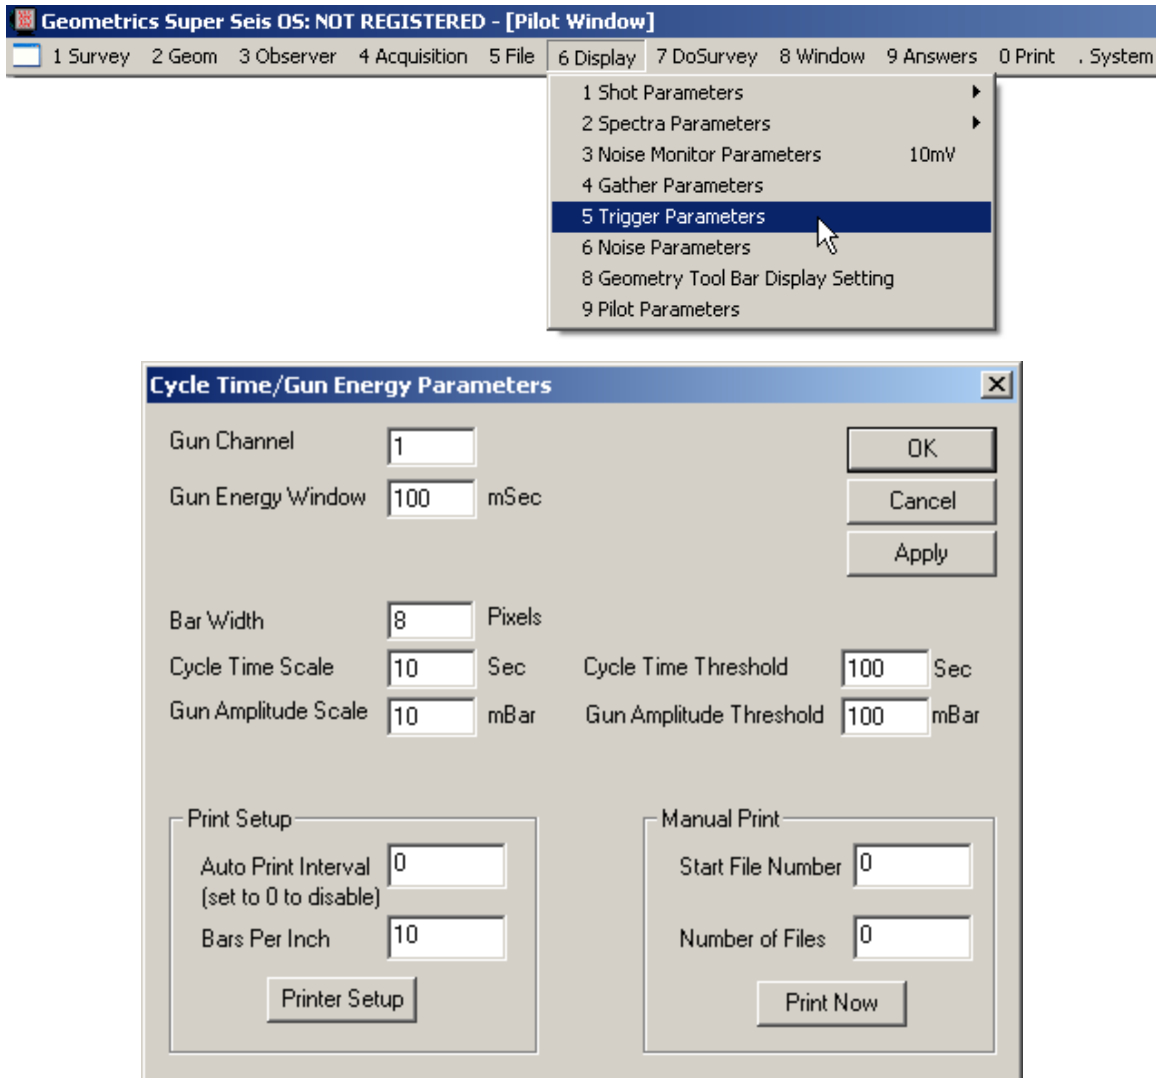 Geometrics Super Seis OS: NOT REGISTERED - [Pilot Window]
1 Survey 2 Geom 3 Observer 4 Acquisition 5 File 6 Display 7 DoSurvey 8 Window 9 Answers 0 Print . System
1 Shot Parameters
2 Spectra Parameters
3 Noise Monitor Parameters 10mV
4 Gather Parameters
5 Trigger Parameters
6 Noise Parameters
8 Geometry Tool Bar Display Setting
9 Pilot Parameters
Cycle Time/Gun Energy Parameters
Gun Channel 1 OK
Gun Energy Window 100 mSec Cancel
Apply
Bar Width 8 Pixels
Cycle Time Scale 10 Sec Cycle Time Threshold 100 Sec
Gun Amplitude Scale 10 mBar Gun Amplitude Threshold 100 mBar
Print Setup
Auto Print Interval 0
(set to 0 to disable)
Bars Per Inch 10
Printer Setup
Manual Print
Start File Number 0
Number of Files 0
Print Now